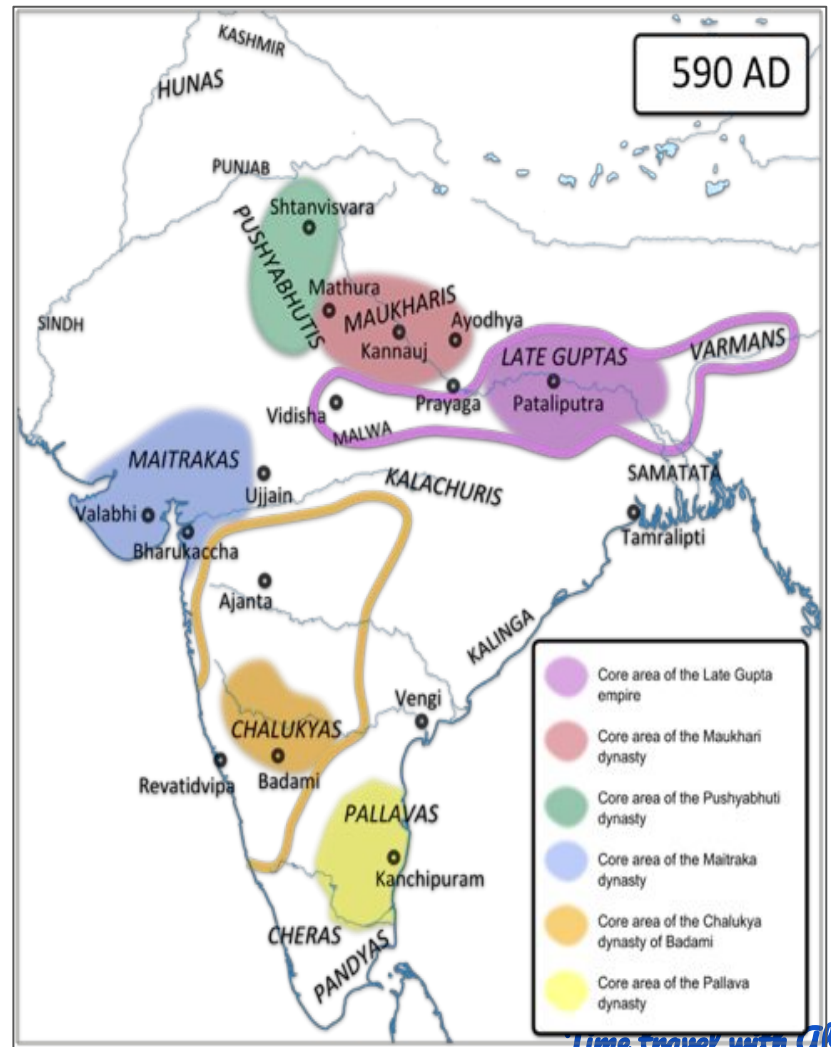 KASHMIR
590 AD
HUNAS
PUNJAB
Shtanvisvara
PUSHYABHUTIS
Mathura
MAUKHARIS
SINDH
Ayodhya
Kannauj
LATE GUPTAS
VARMANS
Prayaga
Pataliputra
Vidisha
MALWA
MAITRAKAS
SAMATATA
Ujjain
KALACHURIS
Valabhi
Tamralipti
Bharukaccha
Ajanta
KALINGA
Vengi
CHALUKYAS
Badami
Revatidvipa
PALLAVAS
Kanchipuram
CHERAS
PANDYAS
Core area of the Late Gupta
empire
Core area of the Maukhari
dynasty
Core area of the Pushyabhuti
dynasty
Core area of the Maitraka
dynasty
Core area of the Chalukya
dynasty of Badami
Core area of the Pallava
dynasty
Time travel with